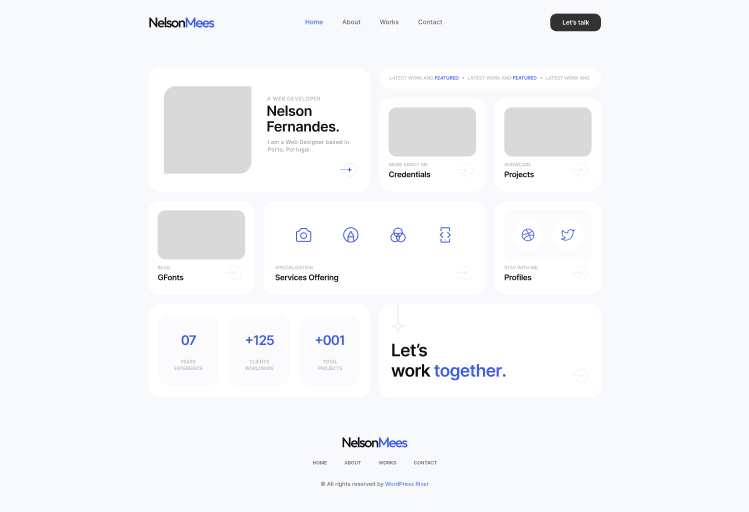 NelsonMees
Home
About
Works
Contact
Let's talk
A WEB DEVELOPER
Nelson
Fernandes.
I am a Web Designer based in
Porto, Portugal.
LATEST WORK AND FEATURED • LATEST WORK AND FEATURED • LATEST WORK AND
MORE ABOUT ME
Credentials
SHOWCASE
Projects
BLOG
GFonts
SPECIALIZATION
Services Offering
STAY WITH ME
Profiles
07
YEARS
EXPERIENCE
+125
CLIENTS
WORLDWIDE
+001
TOTAL
PROJECTS
Let's
work together.
NelsonMees
HOME
ABOUT
WORKS
CONTACT
© All rights reserved by WordPress River